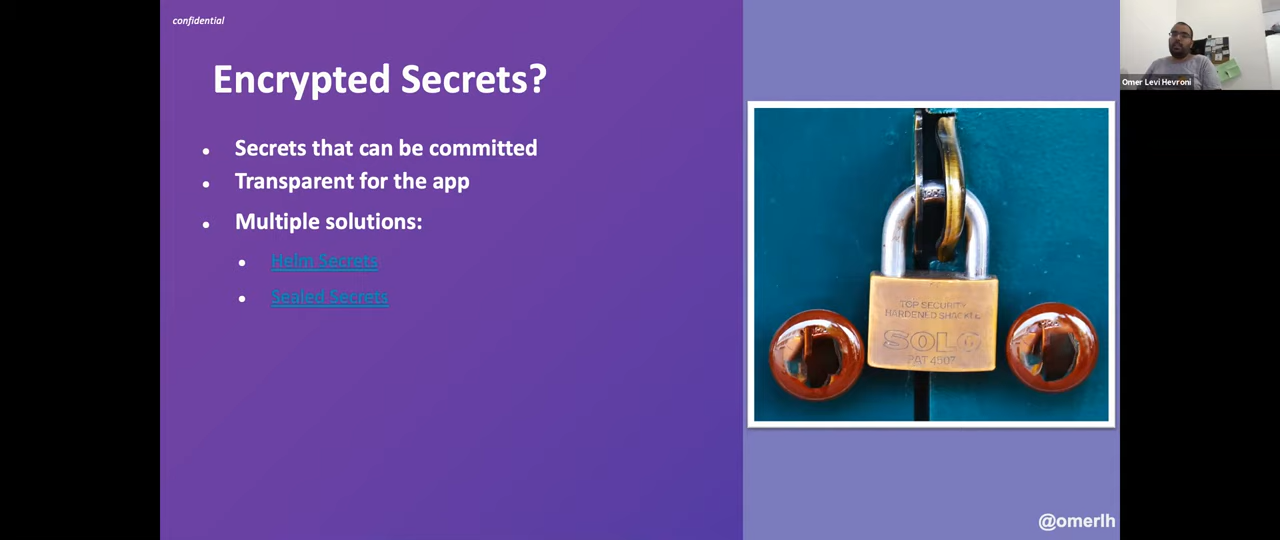 confidential
Encrypted Secrets?
Secrets that can be committed
Transparent for the app
Multiple solutions:
Helm Secrets
Sealed Secrets
TOP SECURITY
HARDENED SHACKLE
SOLO
PAT 4507
Omer Levi Hevroni
@omerlh